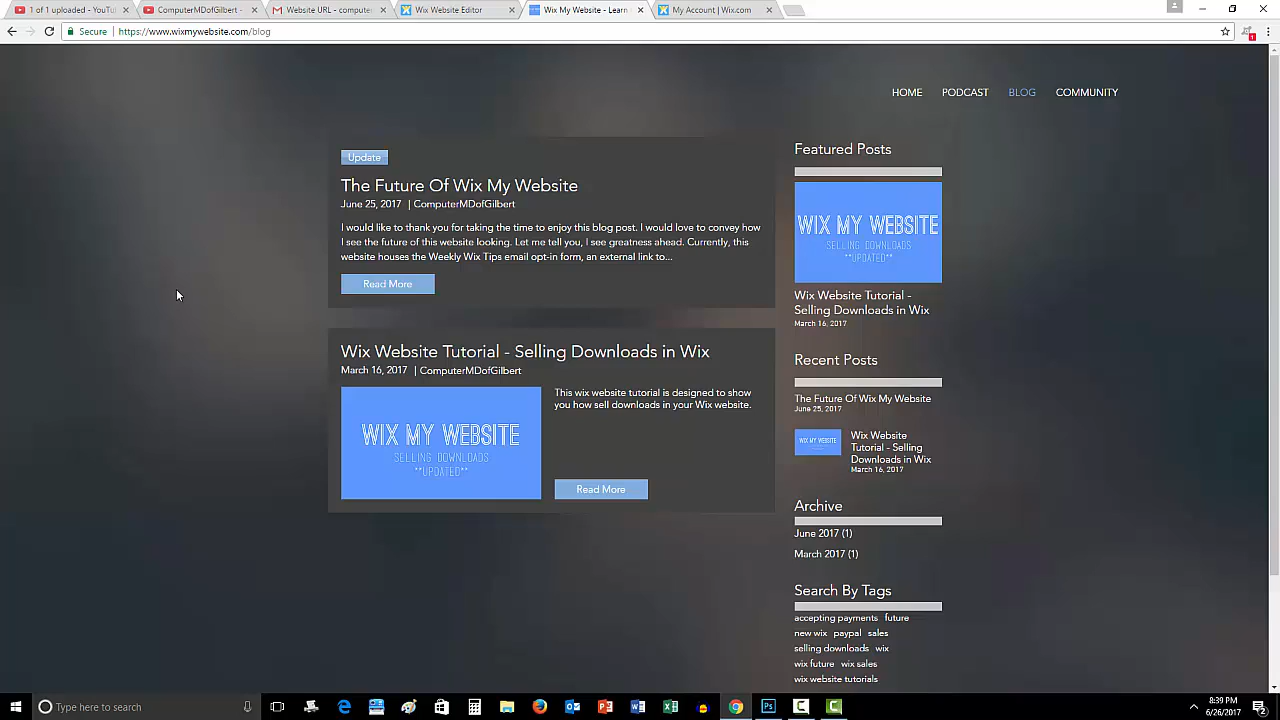 1 of 1 uploaded - YouTu
ComputerMDofGilbert -
Website URL - compute
Wix Website Editor
Wix My Website - Learn
My Account | Wix.com
Secure
https://www.wixmywebsite.com/blog
HOME
PODCAST
BLOG
COMMUNITY
Update
The Future Of Wix My Website
June 25, 2017 | ComputerMDofGilbert
I would like to thank you for taking the time to enjoy this blog post. I would love to convey how
I see the future of this website looking. Let me tell you, I see greatness ahead. Currently, this
website houses the Weekly Wix Tips email opt-in form, an external link to...
Read More
Wix Website Tutorial - Selling Downloads in Wix
March 16, 2017 | ComputerMDofGilbert
WIX MY WEBSITE
SELLING DOWNLOADS
**UPDATED**
This wix website tutorial is designed to show
you how sell downloads in your Wix website.
Read More
Featured Posts
WIX MY WEBSITE
SELLING DOWNLOADS
**UPDATED**
Wix Website Tutorial -
Selling Downloads in Wix
March 16, 2017
Recent Posts
The Future Of Wix My Website
June 25, 2017
WIX MY WEBSITE
Wix Website
Tutorial - Selling
Downloads in Wix
March 16, 2017
Archive
June 2017 (1)
March 2017 (1)
Search By Tags
accepting payments future
new wix paypal sales
selling downloads wix
wix future wix sales
wix website tutorials
Type here to search
8:39 PM
6/26/2017